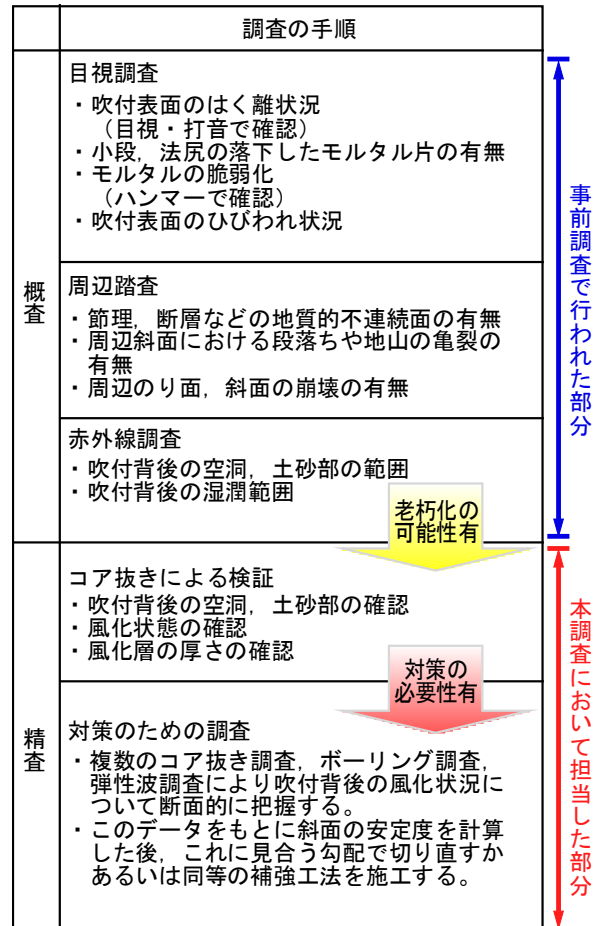 調査の手順
概査
目視調査
・吹付表面のはく離状況
（目視・打音で確認）
・小段，法尻の落下したモルタル片の有無
・モルタルの脆弱化
（ハンマーで確認）
・吹付表面のひびわれ状況
周辺踏査
・節理，断層などの地質的不連続面の有無
・周辺斜面における段落ちや地山の亀裂の
有無
・周辺のり面，斜面の崩壊の有無
赤外線調査
・吹付背後の空洞，土砂部の範囲
・吹付背後の湿潤範囲
老朽化の
可能性有
事前調査で行われた部分
精査
コア抜きによる検証
・吹付背後の空洞，土砂部の確認
・風化状態の確認
・風化層の厚さの確認
対策の
必要性有
対策のための調査
・複数のコア抜き調査，ボーリング調査，
弾性波調査により吹付背後の風化状況に
ついて断面的に把握する。
・このデータをもとに斜面の安定度を計算
した後，これに見合う勾配で切り直すか
あるいは同等の補強工法を施工する。
本調査において担当した部分